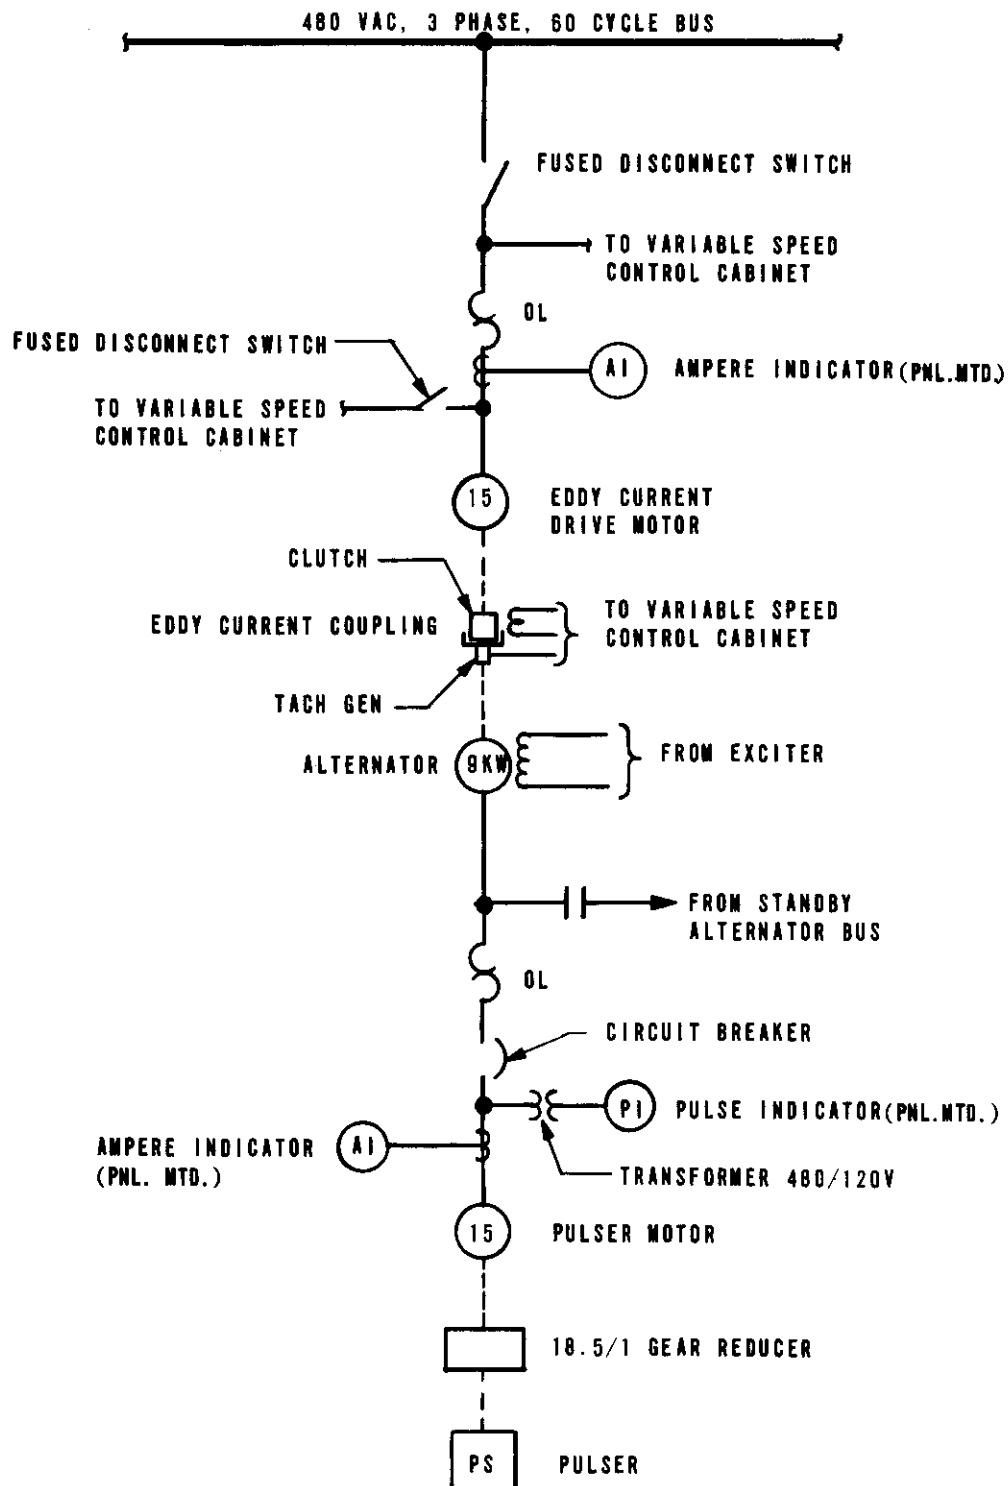 480 VAC, 3 PHASE, 60 CYCLE BUS
FUSED DISCONNECT SWITCH
TO VARIABLE SPEED
CONTROL CABINET
OL
FUSED DISCONNECT SWITCH
AI
AMPERE INDICATOR (PNL.MTD.)
TO VARIABLE SPEED
CONTROL CABINET
15
EDDY CURRENT
DRIVE MOTOR
CLUTCH
EDDY CURRENT COUPLING
TO VARIABLE SPEED
CONTROL CABINET
TACH GEN
ALTERNATOR
9KW
FROM EXCITER
FROM STANDBY
ALTERNATOR BUS
OL
CIRCUIT BREAKER
PI
PULSE INDICATOR (PNL.MTD.)
AMPERE INDICATOR
(PNL. MTD.)
AI
TRANSFORMER 480/120V
15
PULSER MOTOR
18.5/1 GEAR REDUCER
PS
PULSER